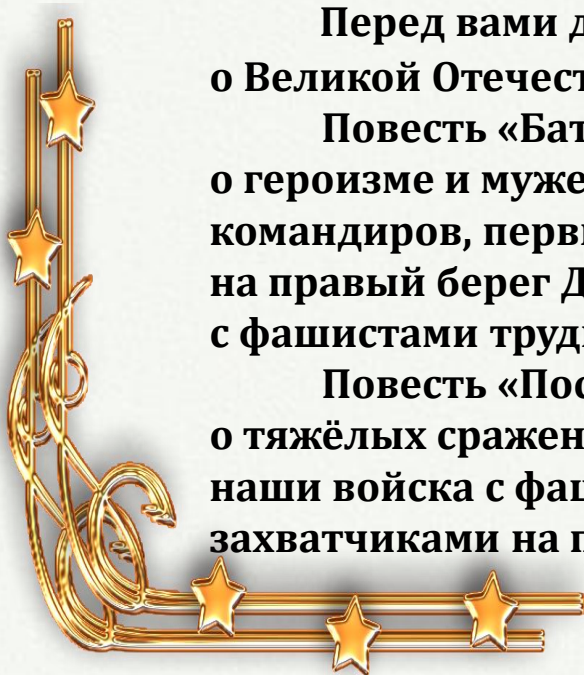 Перед вами д
о Великой Отечест
Повесть «Бат
о героизме и муже
командиров, перв
на правый берег Д
с фашистами труд
Повесть «Пос
о тяжёлых сражен
наши войска с фаш
захватчиками на п